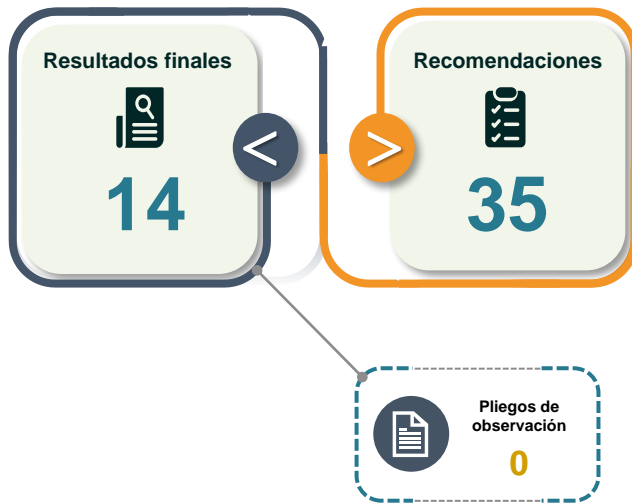 Resultados finales
14
<
Recomendaciones
35
>
Pliegos de
observación
0